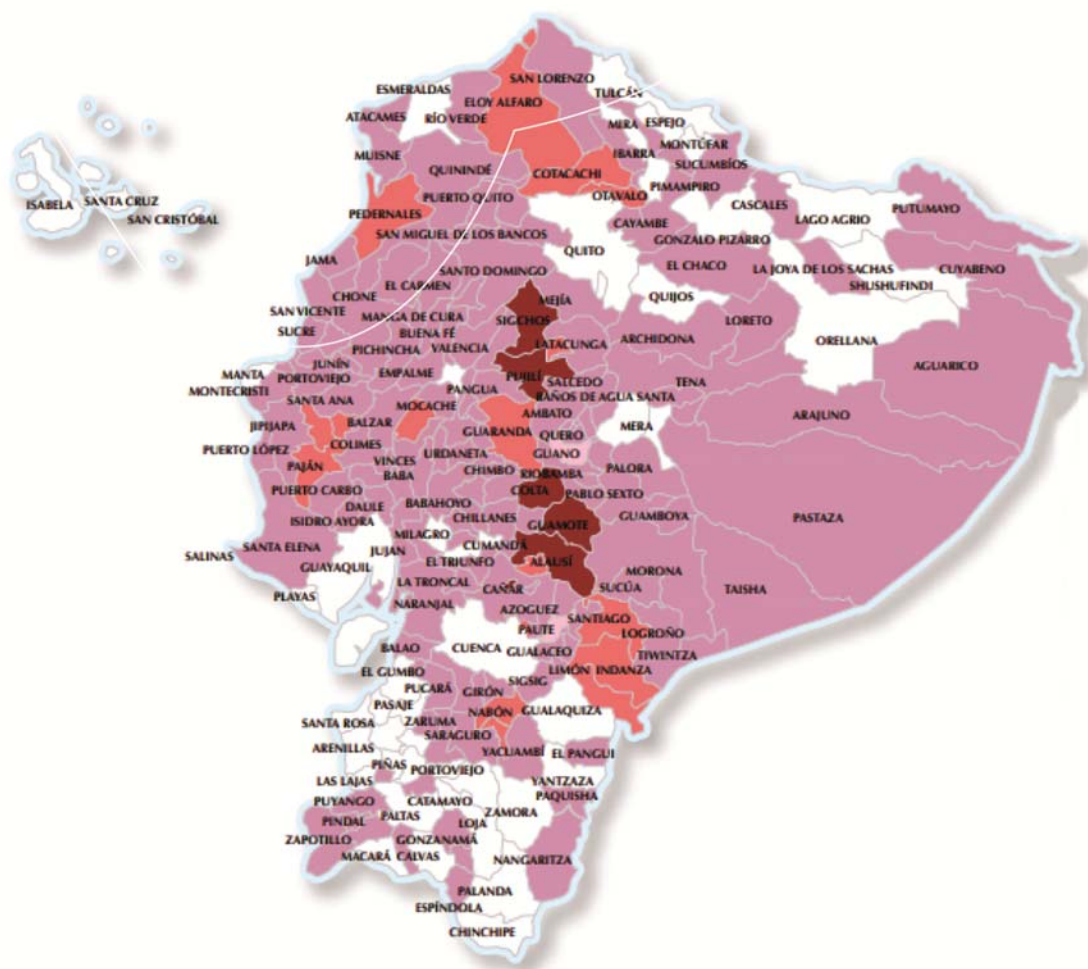 SAN LORENZO
ESMERALDAS
TULCÁN
ELOY ALFARO
ATACAMES
RÍO VERDE
MIRA
ESPEJO
MONTÚFAR
MUISNE
IBARRA
SUCUMBÍOS
QUININDÉ
COTACACHI
PIMAMPIRO
PUERTO QUITO
OTAVALO
CASCALES
ISABELA
SANTA CRUZ
SAN CRISTÓBAL
PEDERNALES
CAYAMBE
LAGO AGRIO
PUTUMAYO
SAN MIGUEL DE LOS BANCOS
GONZALO PIZARRO
QUITO
JAMA
EL CHACO
LA JOYA DE LOS SACHAS
CUYABENO
SANTO DOMINGO
SHUSHUFINDI
EL CARMEN
CHONE
MEJÍA
QUIJOS
SAN VICENTE
MANGA DE CURA
SIGCHOS
LORETO
SUCRE
BUENA FÉ
PICHINCHA
VALENCIA
LATACUNGA
ARCHIDONA
ORELLANA
JUNÍN
AGUARICO
MANTA
PORTOVIEJO
EMPALME
PUJILÍ
SALCEDO
TENA
MONTECRISTI
PANGUA
BAÑOS DE AGUA SANTA
SANTA ANA
MOCACHE
AMBATO
ARAJUNO
JIPIJAPA
BALZAR
GUARANDA
QUERO
MERA
PUERTO LÓPEZ
COLIMES
URDANETA
GUANO
PAJÁN
VINCES
CHIMBO
RIOBAMBA
PALORA
BABA
PUERTO CARBO
COLTA
PABLO SEXTO
DAULE
BABAHOYO
ISIDRO AYORA
CHILLANES
GUAMOTE
GUAMBOYA
PASTAZA
MILAGRO
SALINAS
SANTA ELENA
JUJAN
CUMANDÁ
GUAYAQUIL
EL TRIUNFO
ALAUSÍ
MORONA
LA TRONCAL
CAÑAR
SUCÚA
TAISHA
PLAYAS
NARANJAL
AZOGUEZ
SANTIAGO
PAUTE
LOGROÑO
BALAO
CUENCA
GUALACEO
TIWINTZA
EL GUMBO
LIMÓN INDANZA
SIGSIG
PUCARÁ
GIRÓN
PASAJE
NABÓN
GUALAQUIZA
SANTA ROSA
ZARUMA
SARAGURO
ARENILLAS
YACUAMBÍ
EL PANGUI
PIÑAS
PORTOVIEJO
LAS LAJAS
YANTZAZA
PUYANGO
CATAMAYO
PAQUISHA
PINDAL
PALTAS
ZAMORA
LOJA
ZAPOTILLO
GONZANAMÁ
MACARÁ
CALVAS
NANGARITZA
PALANDA
ESPÍNDOLA
CHINCHIPE